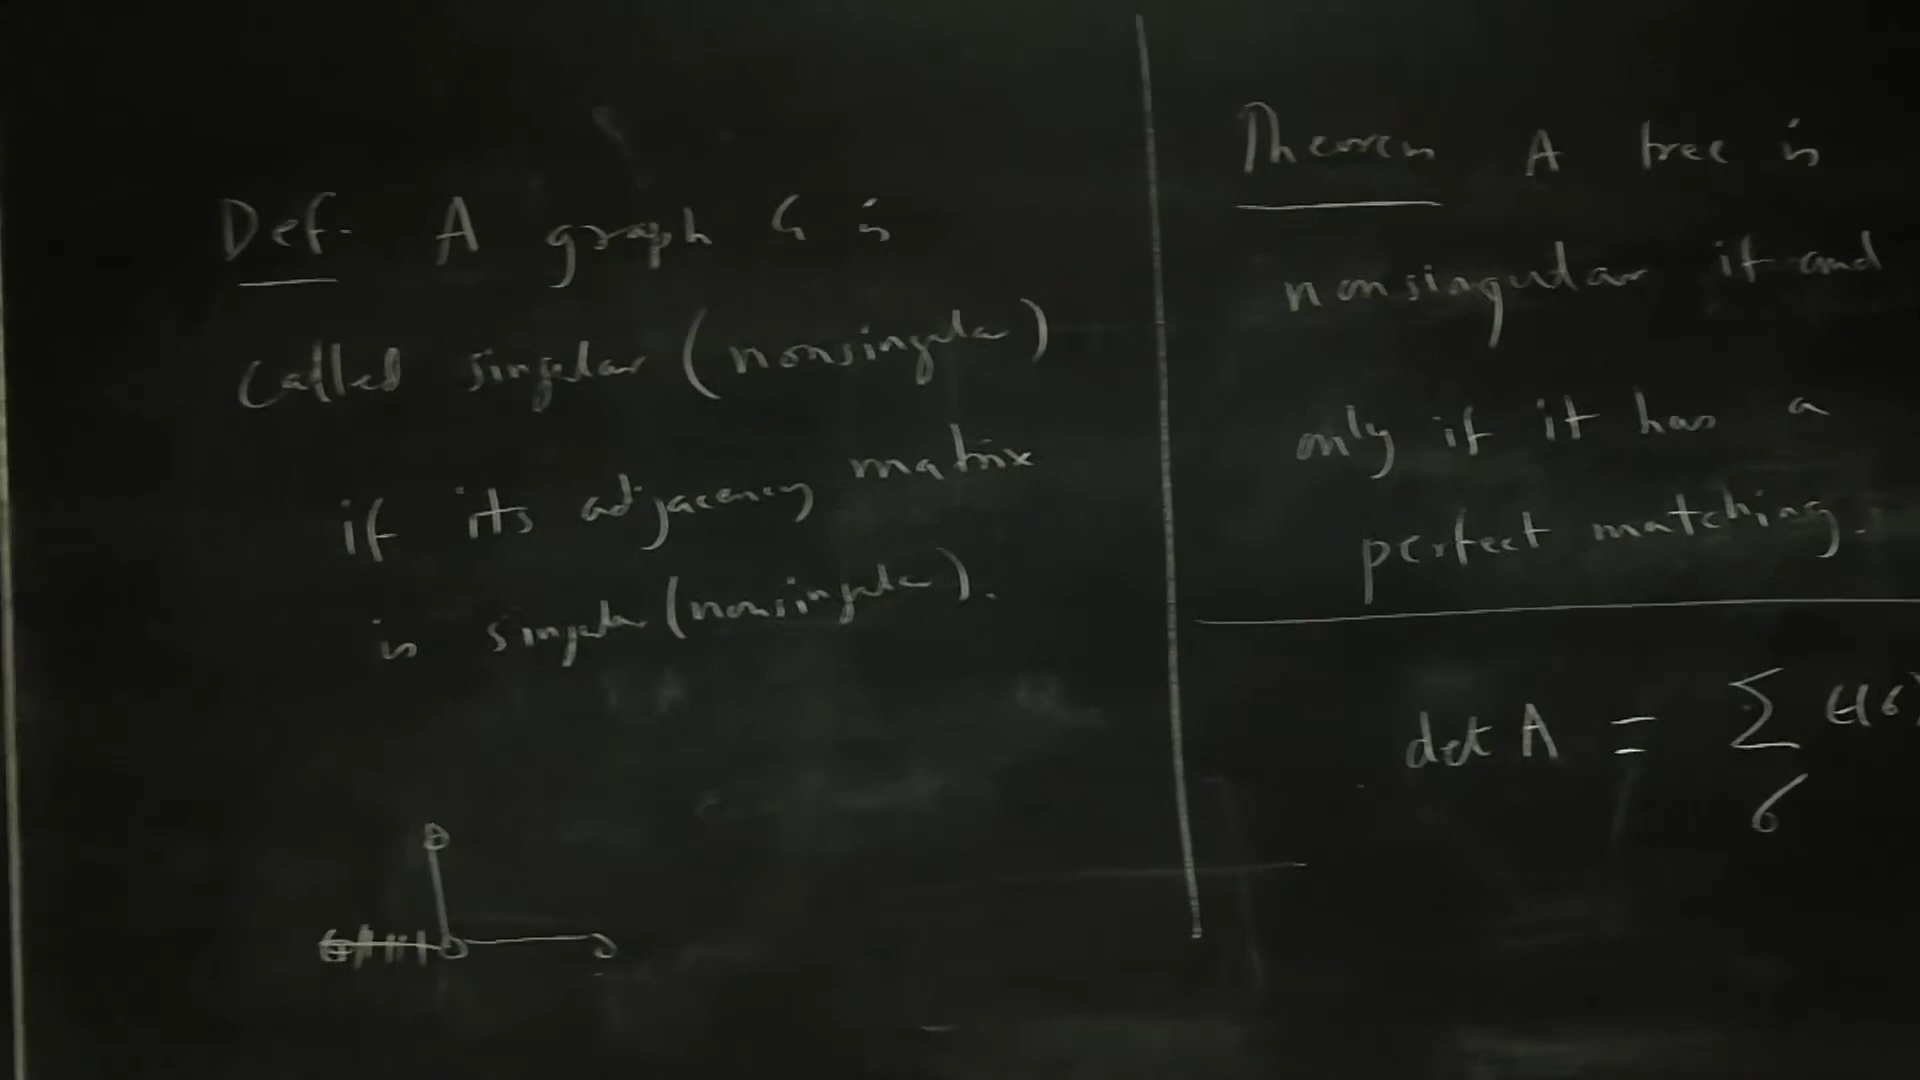 Def. A graph G is
called singular (nonsingular)
if its adjacency matrix
is singular (nonsingular).
Theorem A tree is
nonsingular if and
only if it has a
perfect matching.
det A = Σ
σ